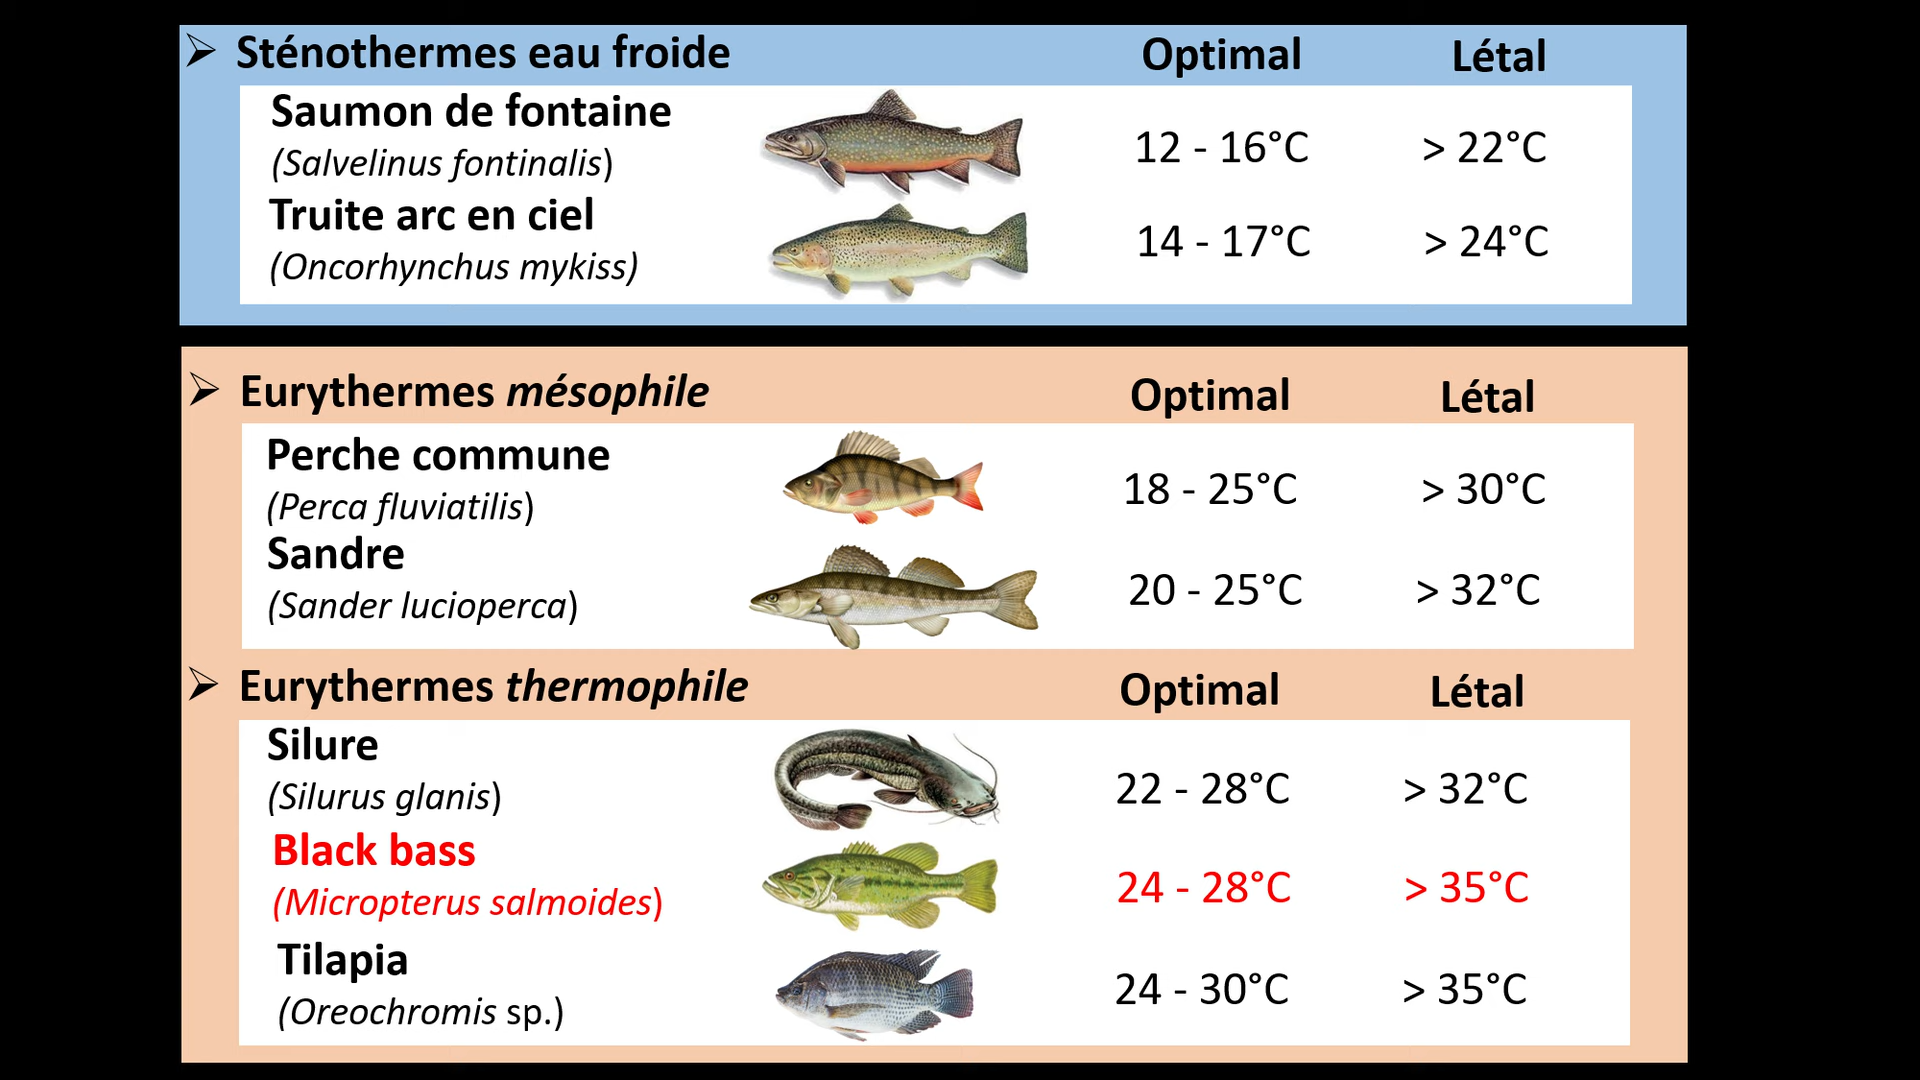 ➢ Sténothermes eau froide Optimal Létal
Saumon de fontaine
(Salvelinus fontinalis) 12 - 16°C > 22°C
Truite arc en ciel
(Oncorhynchus mykiss) 14 - 17°C > 24°C
➢ Eurythermes mésophile Optimal Létal
Perche commune
(Perca fluviatilis) 18 - 25°C > 30°C
Sandre
(Sander lucioperca) 20 - 25°C > 32°C
➢ Eurythermes thermophile Optimal Létal
Silure
(Silurus glanis) 22 - 28°C > 32°C
Black bass
(Micropterus salmoides) 24 - 28°C > 35°C
Tilapia
(Oreochromis sp.) 24 - 30°C > 35°C